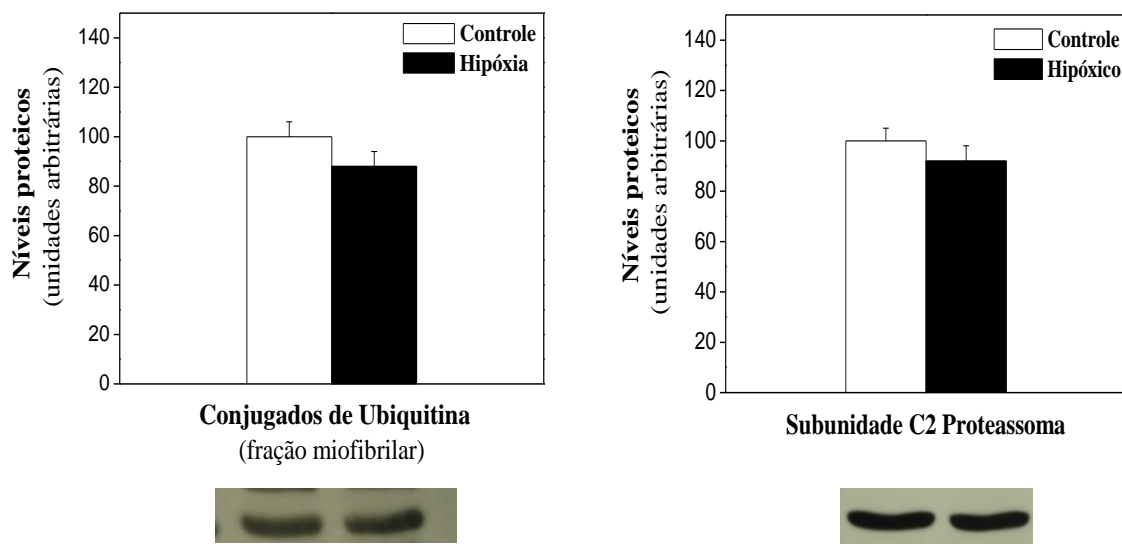 140
120
100
80
60
40
20
0
Níveis proteicos
(unidades arbitrárias)
Controle
Hipóxia
Conjugados de Ubiquitina
(fração miofibrilar)
140
120
100
80
60
40
20
0
Níveis proteicos
(unidades arbitrárias)
Controle
Hipóxico
Subunidade C2 Proteassoma